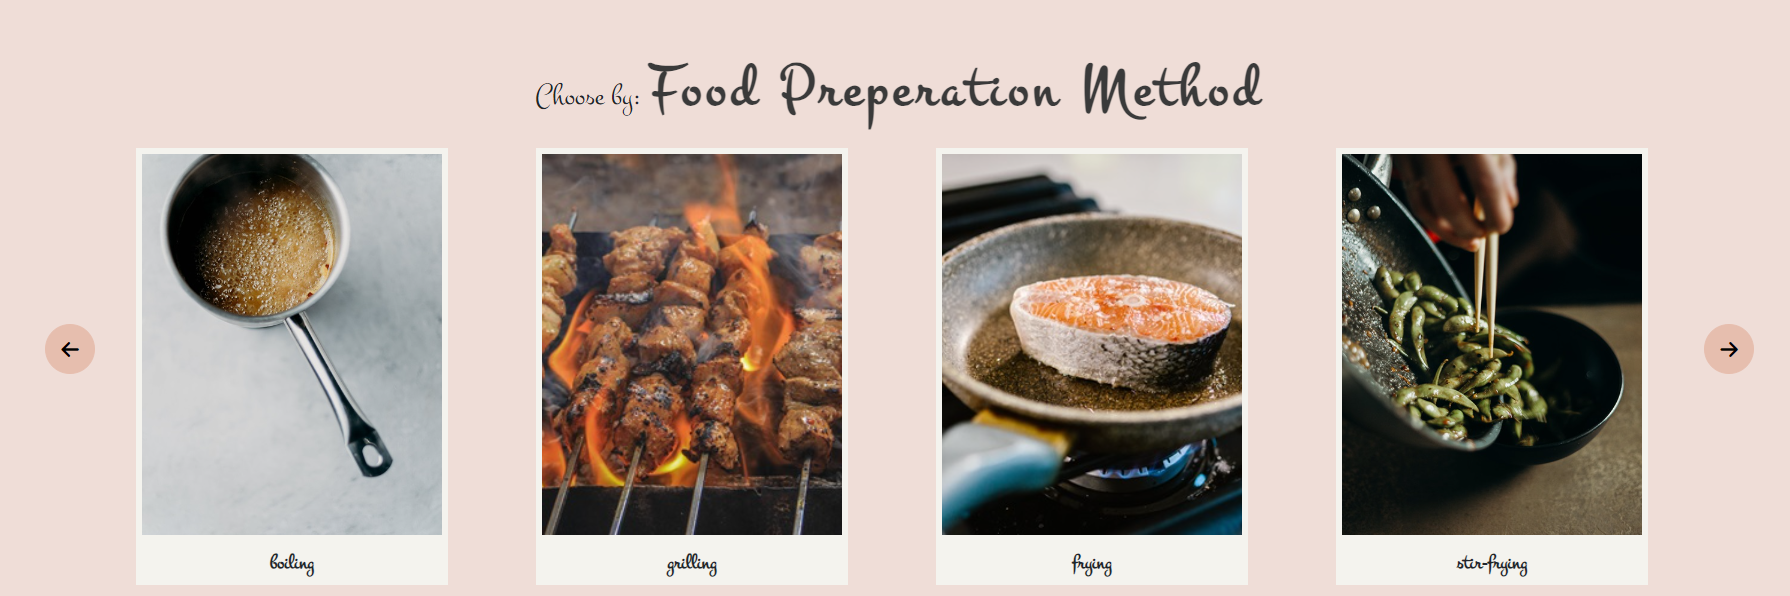 Choose by: Food Preperation Method
boiling
grilling
frying
stir-frying